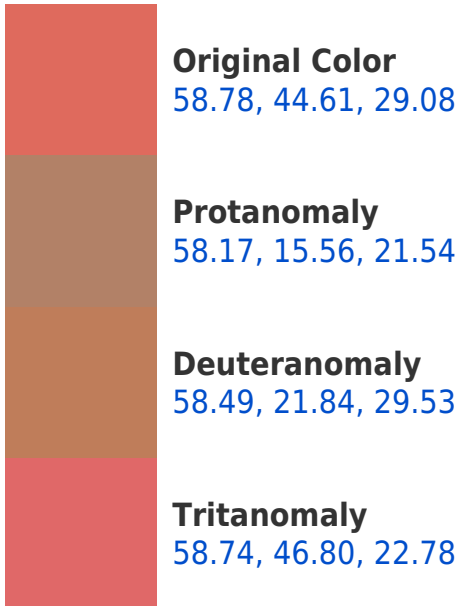 Original Color
58.78, 44.61, 29.08
Protanomaly
58.17, 15.56, 21.54
Deuteranomaly
58.49, 21.84, 29.53
Tritanomaly
58.74, 46.80, 22.78